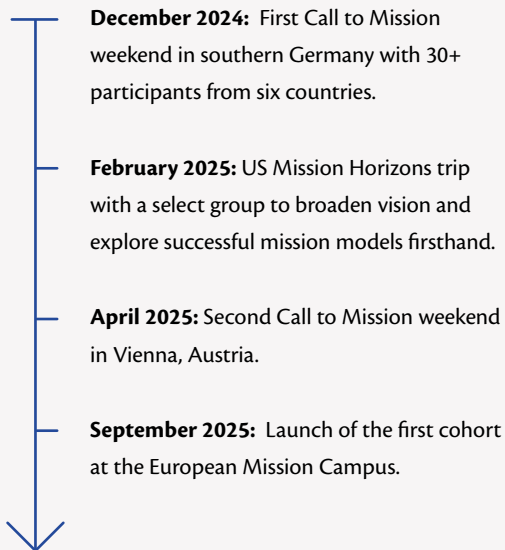 December 2024: First Call to Mission
weekend in southern Germany with 30+
participants from six countries.
February 2025: US Mission Horizons trip
with a select group to broaden vision and
explore successful mission models firsthand.
April 2025: Second Call to Mission weekend
in Vienna, Austria.
September 2025: Launch of the first cohort
at the European Mission Campus.